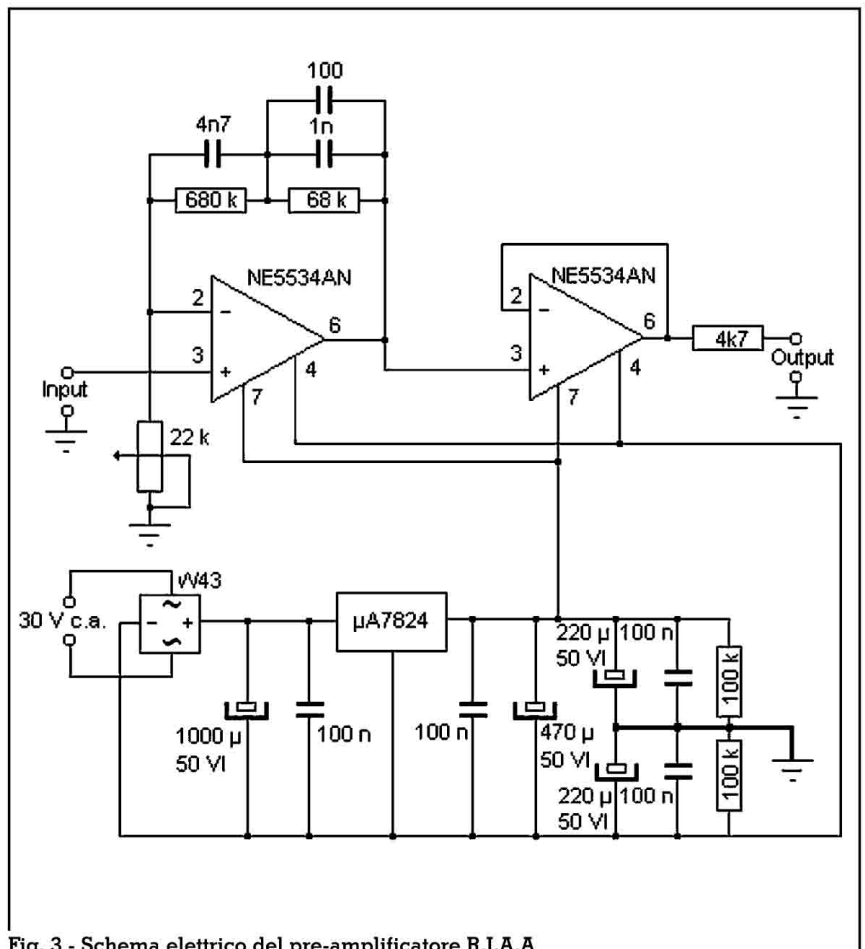 100
4n7
1n
680 k
68 k
NE5534AN
NE5534AN
2
-
6
3
+
4
7
2
-
6
3
+
4
7
4k7
Output
Input
22 k
W43
30 V c.a.
~
- +
~
µA7824
1000 µ
50 Vl
100 n
100 n
470 µ
50 Vl
220 µ
50 Vl
100 n
100 k
220 µ
50 Vl
100 n
100 k
Fig. 3 - Schema elettrico del pre-amplificatore R.I.A.A.